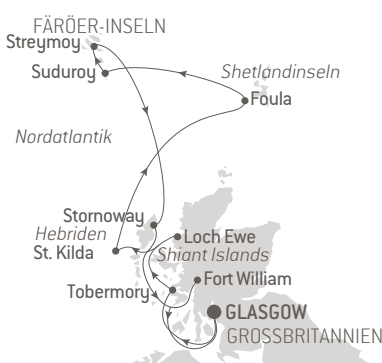 FÄRÖER-INSELN
Streymoy
Suduroy
Shetlandinseln
Foula
Nordatlantik
Stornoway
Hebriden
St. Kilda
Loch Ewe
Shiant Islands
Fort William
Tobermory
GLASGOW
GROSSBRITANNIEN